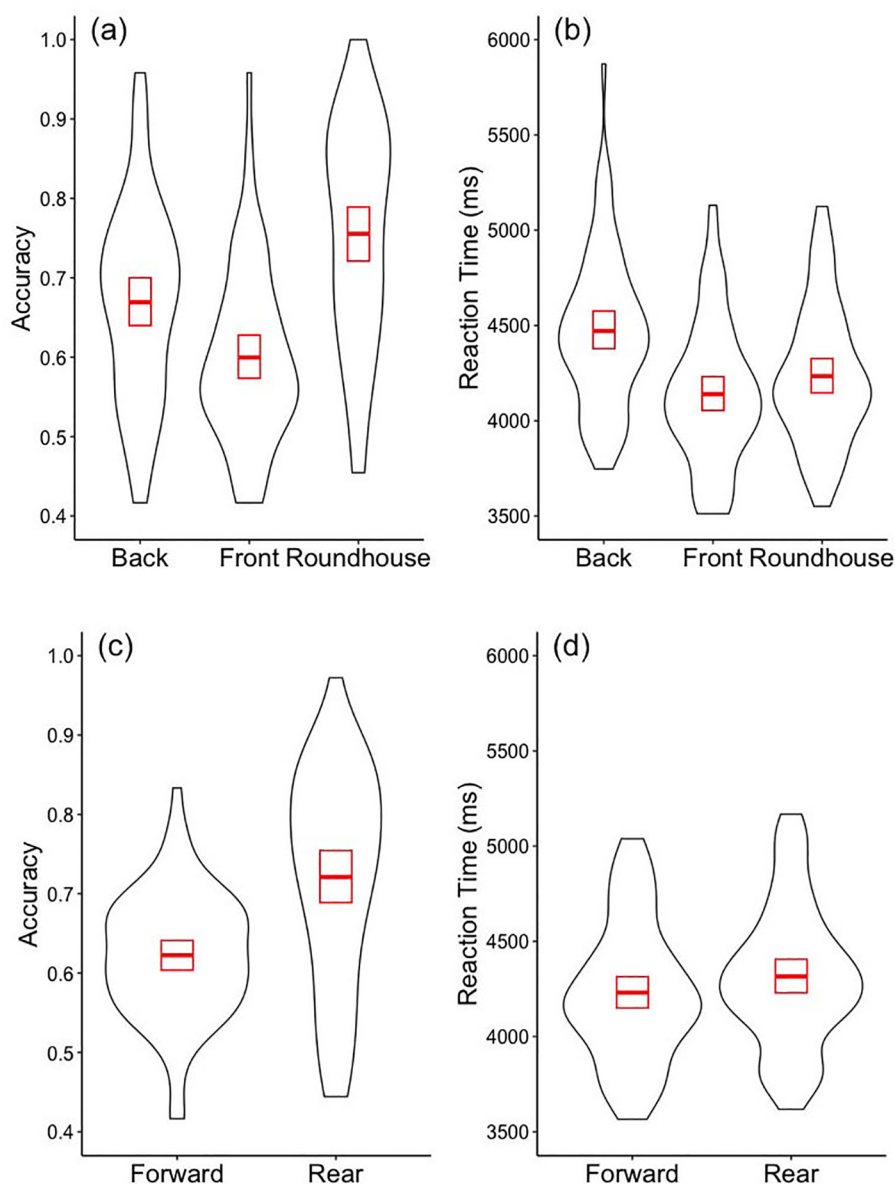 (a)
Accuracy
1.0
0.9
0.8
0.7
0.6
0.5
0.4
Back Front Roundhouse
(b)
Reaction Time (ms)
6000
5500
5000
4500
4000
3500
Back Front Roundhouse
(c)
Accuracy
1.0
0.9
0.8
0.7
0.6
0.5
0.4
Forward Rear
(d)
Reaction Time (ms)
6000
5500
5000
4500
4000
3500
Forward Rear